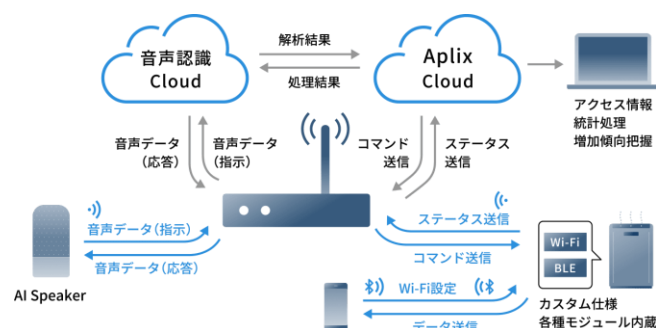 音声認識
Cloud
解析結果
処理結果
Aplix
Cloud
アクセス情報
統計処理
増加傾向把握
音声データ
(応答)
音声データ
(指示)
コマンド
送信
ステータス
送信
音声データ(指示)
音声データ(応答)
AI Speaker
ステータス送信
コマンド送信
Wi-Fi
BLE
Wi-Fi設定
データ送信
カスタム仕様
各種モジュール内蔵